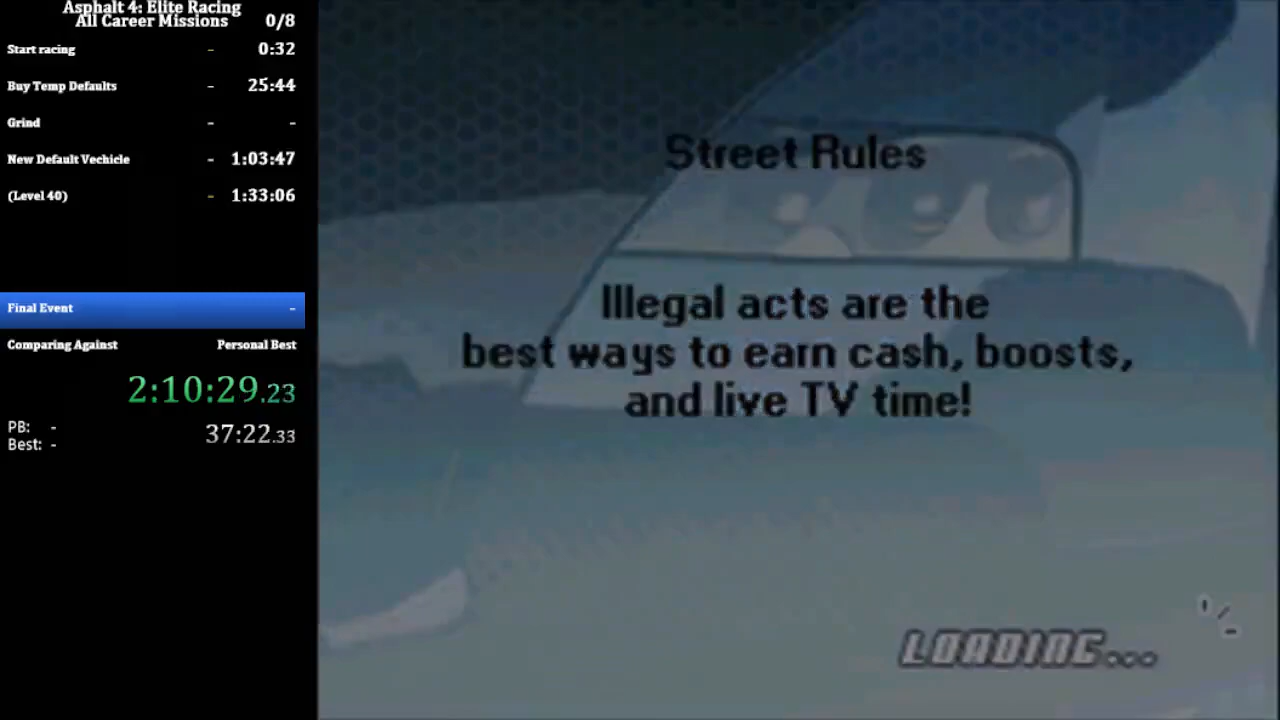 Asphalt 4: Elite Racing
All Career Missions 0/8
Start racing - 0:32
Buy Temp Defaults - 25:44
Grind - -
New Default Vechicle - 1:03:47
(Level 40) - 1:33:06
Final Event -
Comparing Against Personal Best
2:10:29.23
PB: -
37:22.33
Best: -
Street Rules
Illegal acts are the
best ways to earn cash, boosts,
and live TV time!
LOADING...